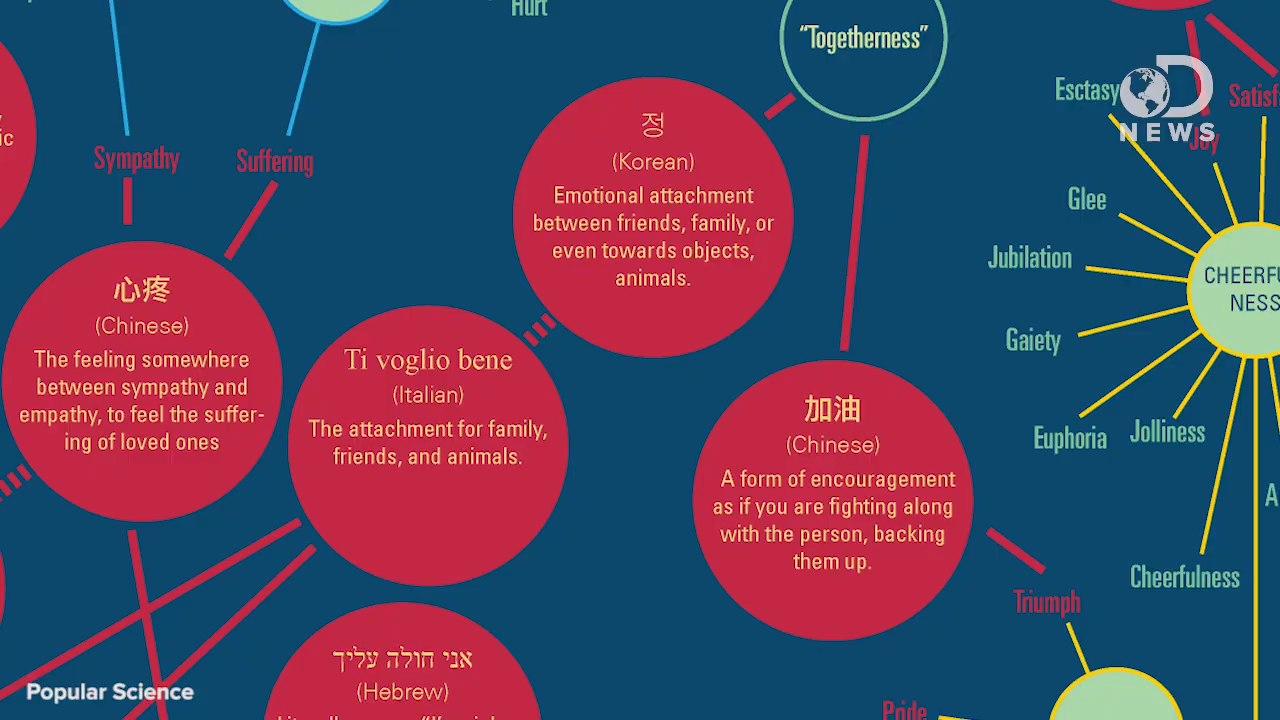 Hurt
"Togetherness"
Esctasy
NEWS
Joy
Glee
Jubilation
Gaiety
Euphoria
Jolliness
Cheerfulness
CHEERFU
NESS
Sympathy
Suffering
정
(Korean)
Emotional attachment
between friends, family, or
even towards objects,
animals.
心疼
(Chinese)
The feeling somewhere
between sympathy and
empathy, to feel the suffer-
ing of loved ones
Ti voglio bene
(Italian)
The attachment for family,
friends, and animals.
加油
(Chinese)
A form of encouragement
as if you are fighting along
with the person, backing
them up.
Triumph
Pride
אני חולה עליך
(Hebrew)
Popular Science